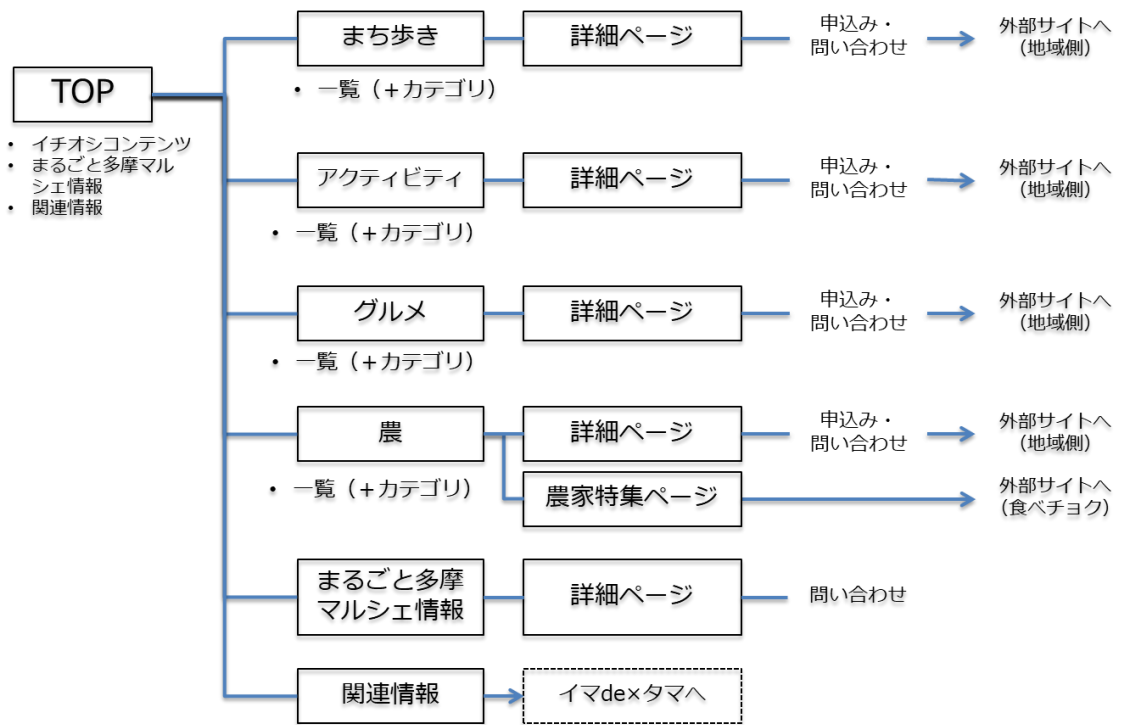 TOP
• イチオシコンテンツ
• まるごと多摩マル
シェ情報
• 関連情報
まち歩き
• 一覧（+カテゴリ）
詳細ページ
申込み・
問い合わせ
外部サイトへ
（地域側）
アクティビティ
• 一覧（+カテゴリ）
詳細ページ
申込み・
問い合わせ
外部サイトへ
（地域側）
グルメ
• 一覧（+カテゴリ）
詳細ページ
申込み・
問い合わせ
外部サイトへ
（地域側）
農
• 一覧（+カテゴリ）
詳細ページ
申込み・
問い合わせ
外部サイトへ
（地域側）
農家特集ページ
外部サイトへ
（食べチョク）
まるごと多摩
マルシェ情報
詳細ページ
問い合わせ
関連情報
イマde×タマへ